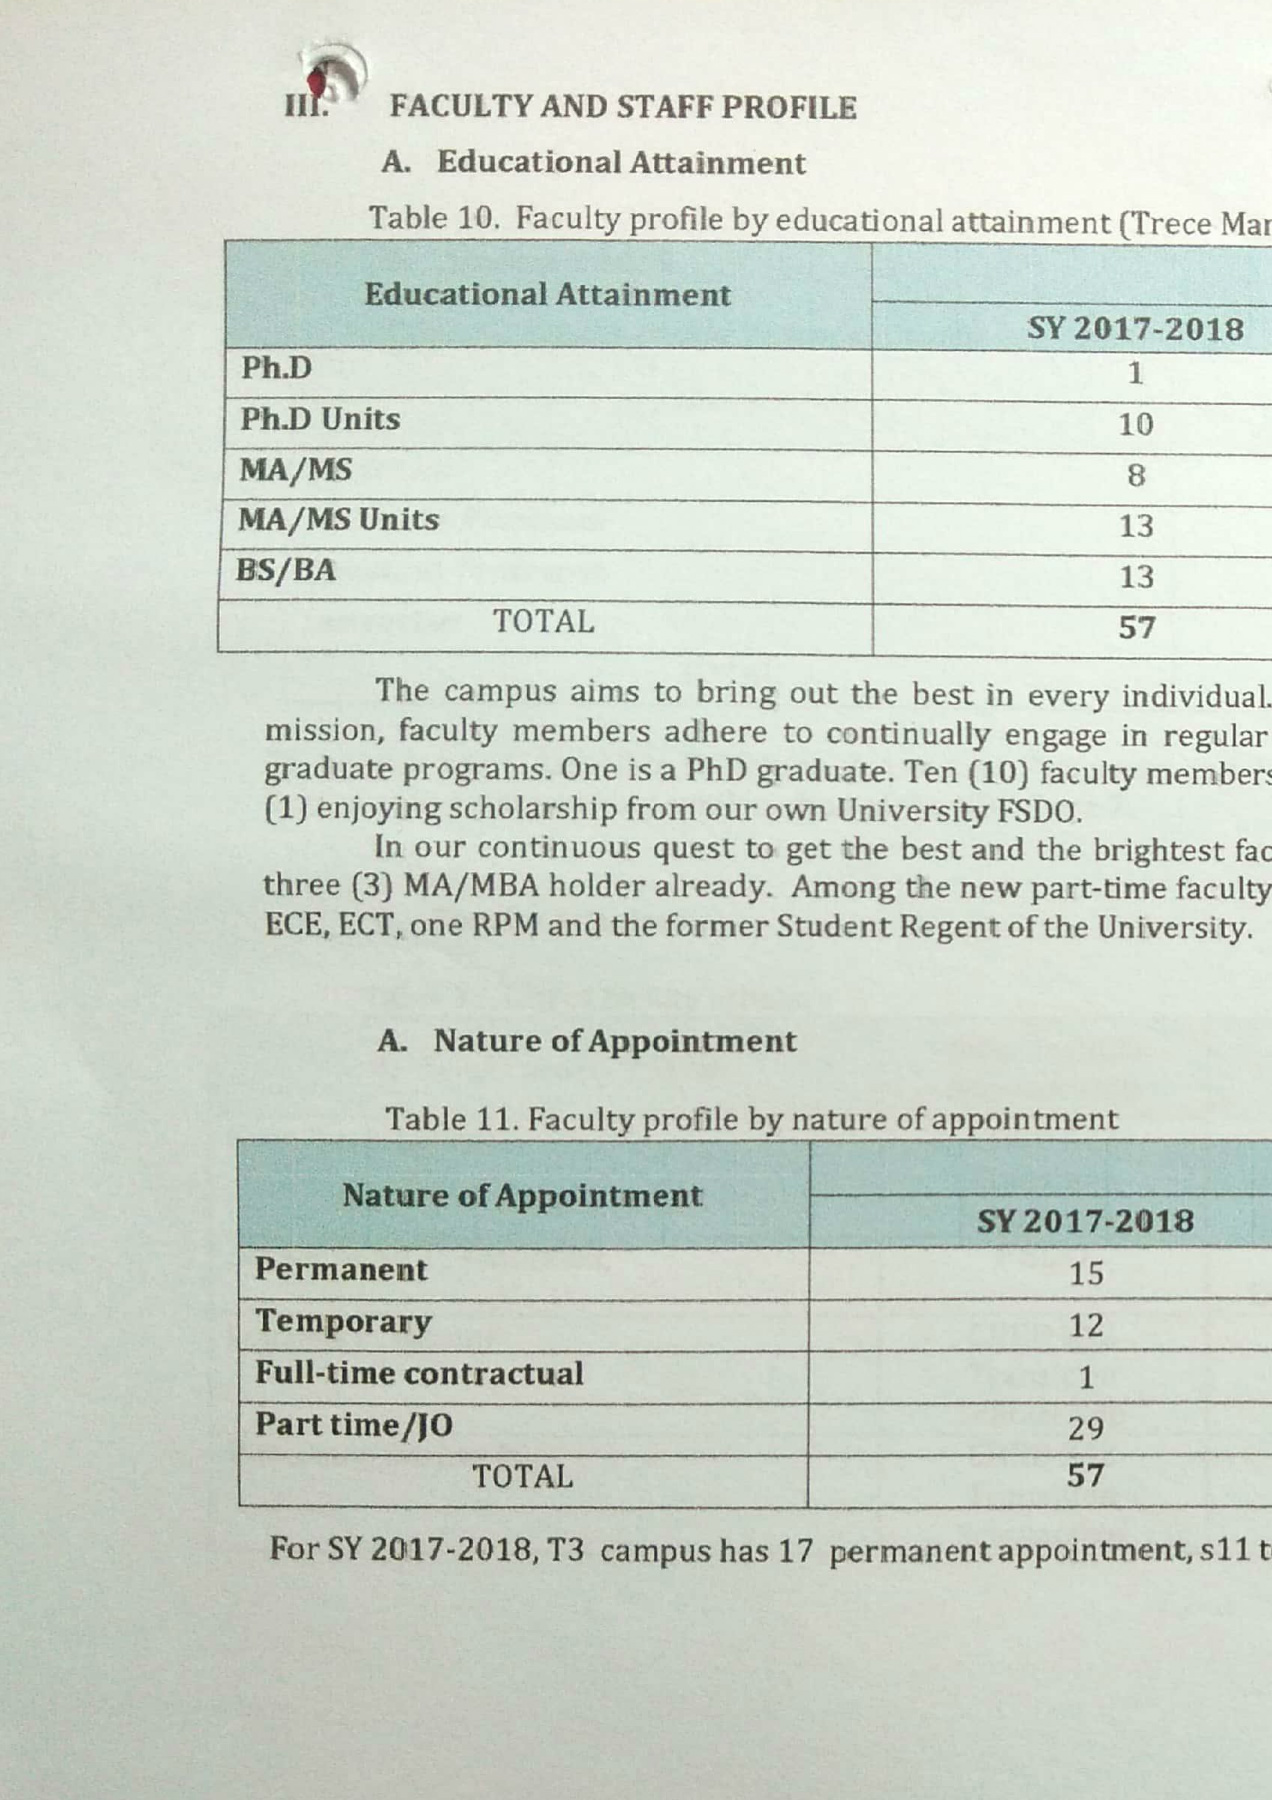 III. FACULTY AND STAFF PROFILE
A. Educational Attainment
Table 10. Faculty profile by educational attainment (Trece Mar
Educational Attainment
SY 2017-2018
Ph.D 1
Ph.D Units 10
MA/MS 8
MA/MS Units 13
BS/BA 13
TOTAL 57
The campus aims to bring out the best in every individual.
mission, faculty members adhere to continually engage in regular
graduate programs. One is a PhD graduate. Ten (10) faculty members
(1) enjoying scholarship from our own University FSDO.
In our continuous quest to get the best and the brightest fac
three (3) MA/MBA holder already. Among the new part-time faculty
ECE, ECT, one RPM and the former Student Regent of the University.
A. Nature of Appointment
Table 11. Faculty profile by nature of appointment
Nature of Appointment
SY 2017-2018
Permanent 15
Temporary 12
Full-time contractual 1
Part time/JO 29
TOTAL 57
For SY 2017-2018, T3 campus has 17 permanent appointment, s11 t